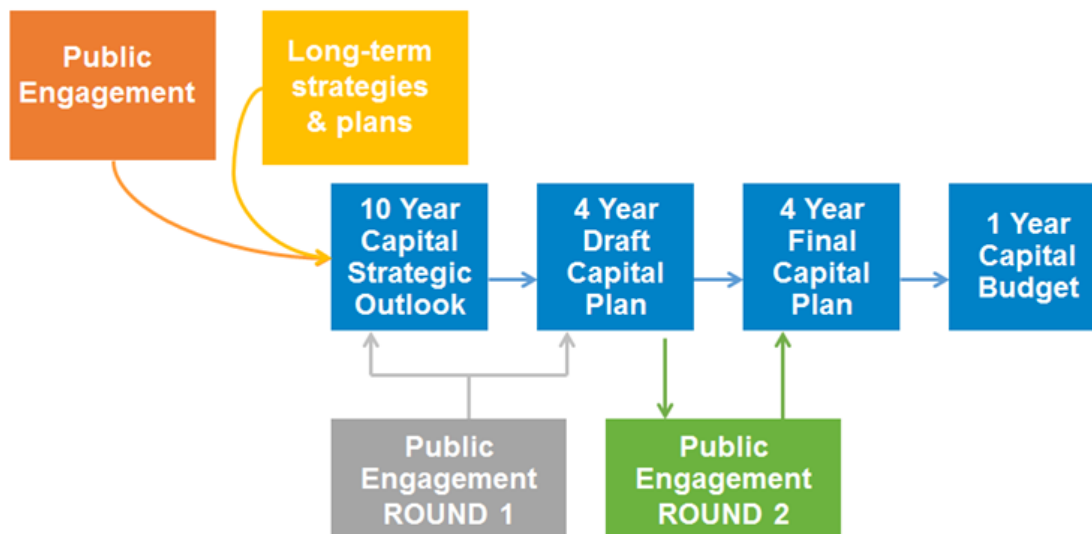 Public
Engagement
Long-term
strategies
& plans
10 Year
Capital
Strategic
Outlook
4 Year
Draft
Capital
Plan
4 Year
Final
Capital
Plan
1 Year
Capital
Budget
Public
Engagement
ROUND 1
Public
Engagement
ROUND 2